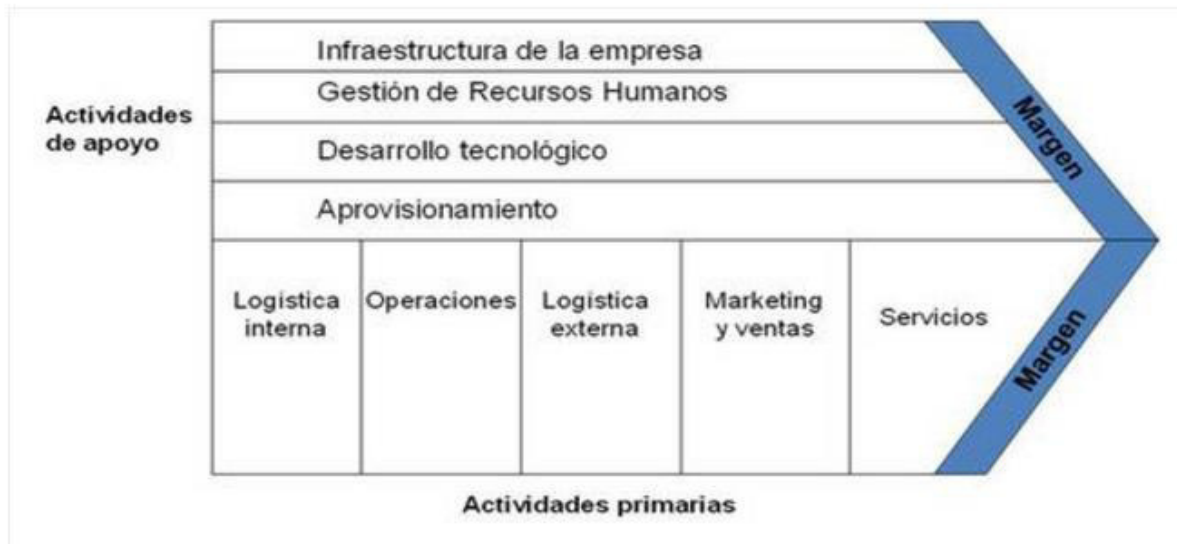 Infraestructura de la empresa
Gestión de Recursos Humanos
Actividades
de apoyo
Desarrollo tecnológico
Aprovisionamiento
Margen
Logística
interna
Operaciones
Logística
externa
Marketing
y ventas
Servicios
Margen
Actividades primarias